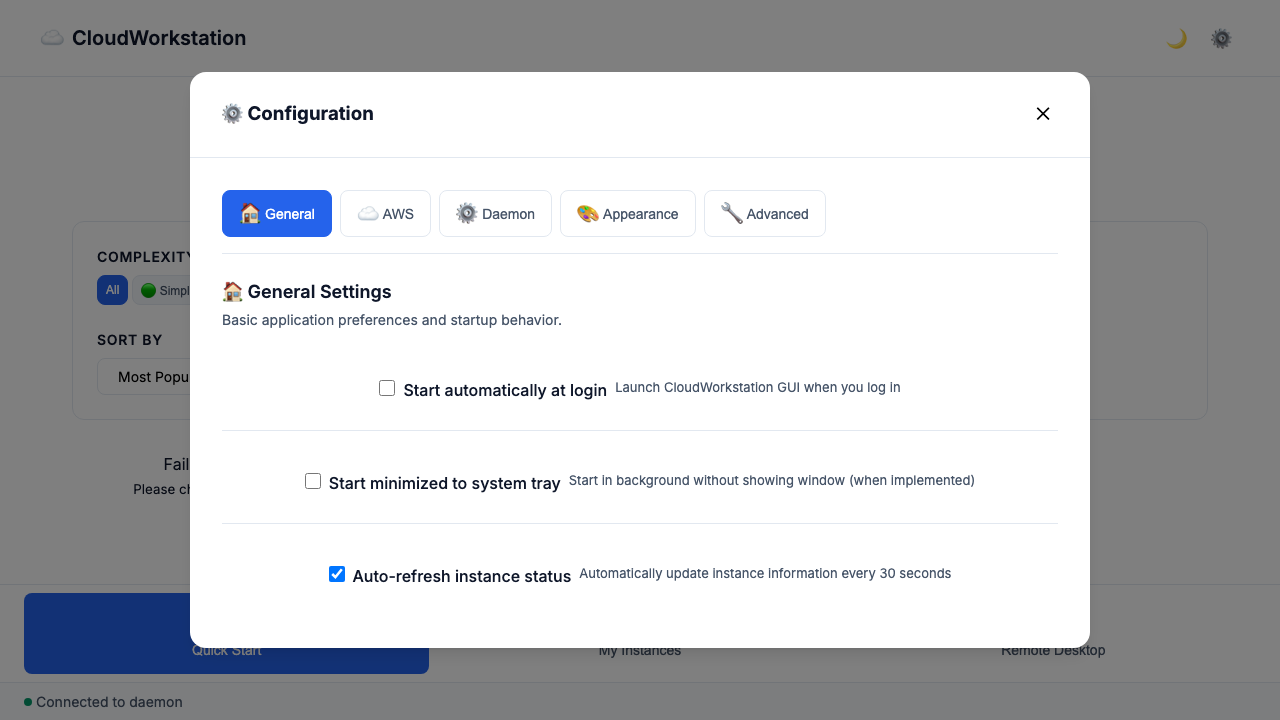 CloudWorkstation
Configuration
General AWS Daemon Appearance Advanced
COMPLEXITY
All Simpl
General Settings
Basic application preferences and startup behavior.
SORT BY
Most Popu
Start automatically at login Launch CloudWorkstation GUI when you log in
Fail
Start minimized to system tray Start in background without showing window (when implemented)
Please ch
Auto-refresh instance status Automatically update instance information every 30 seconds
Quick Start My Instances Remote Desktop
Connected to daemon